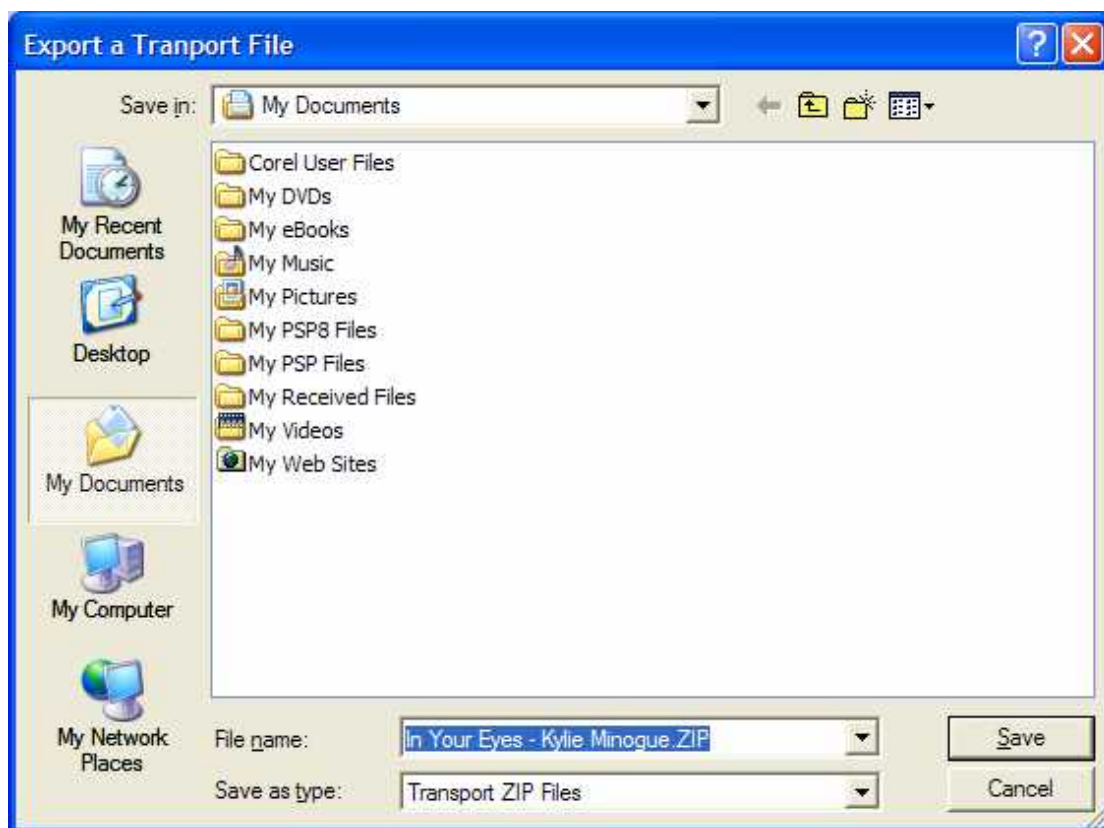 Export a Tranport File
Save in:
My Documents
My Recent
Documents
Desktop
My Documents
My Computer
My Network
Places
Corel User Files
My DVDs
My eBooks
My Music
My Pictures
My PSP8 Files
My PSP Files
My Received Files
My Videos
My Web Sites
File name:
In Your Eyes - Kylie Minogue.ZIP
Save
Save as type:
Transport ZIP Files
Cancel